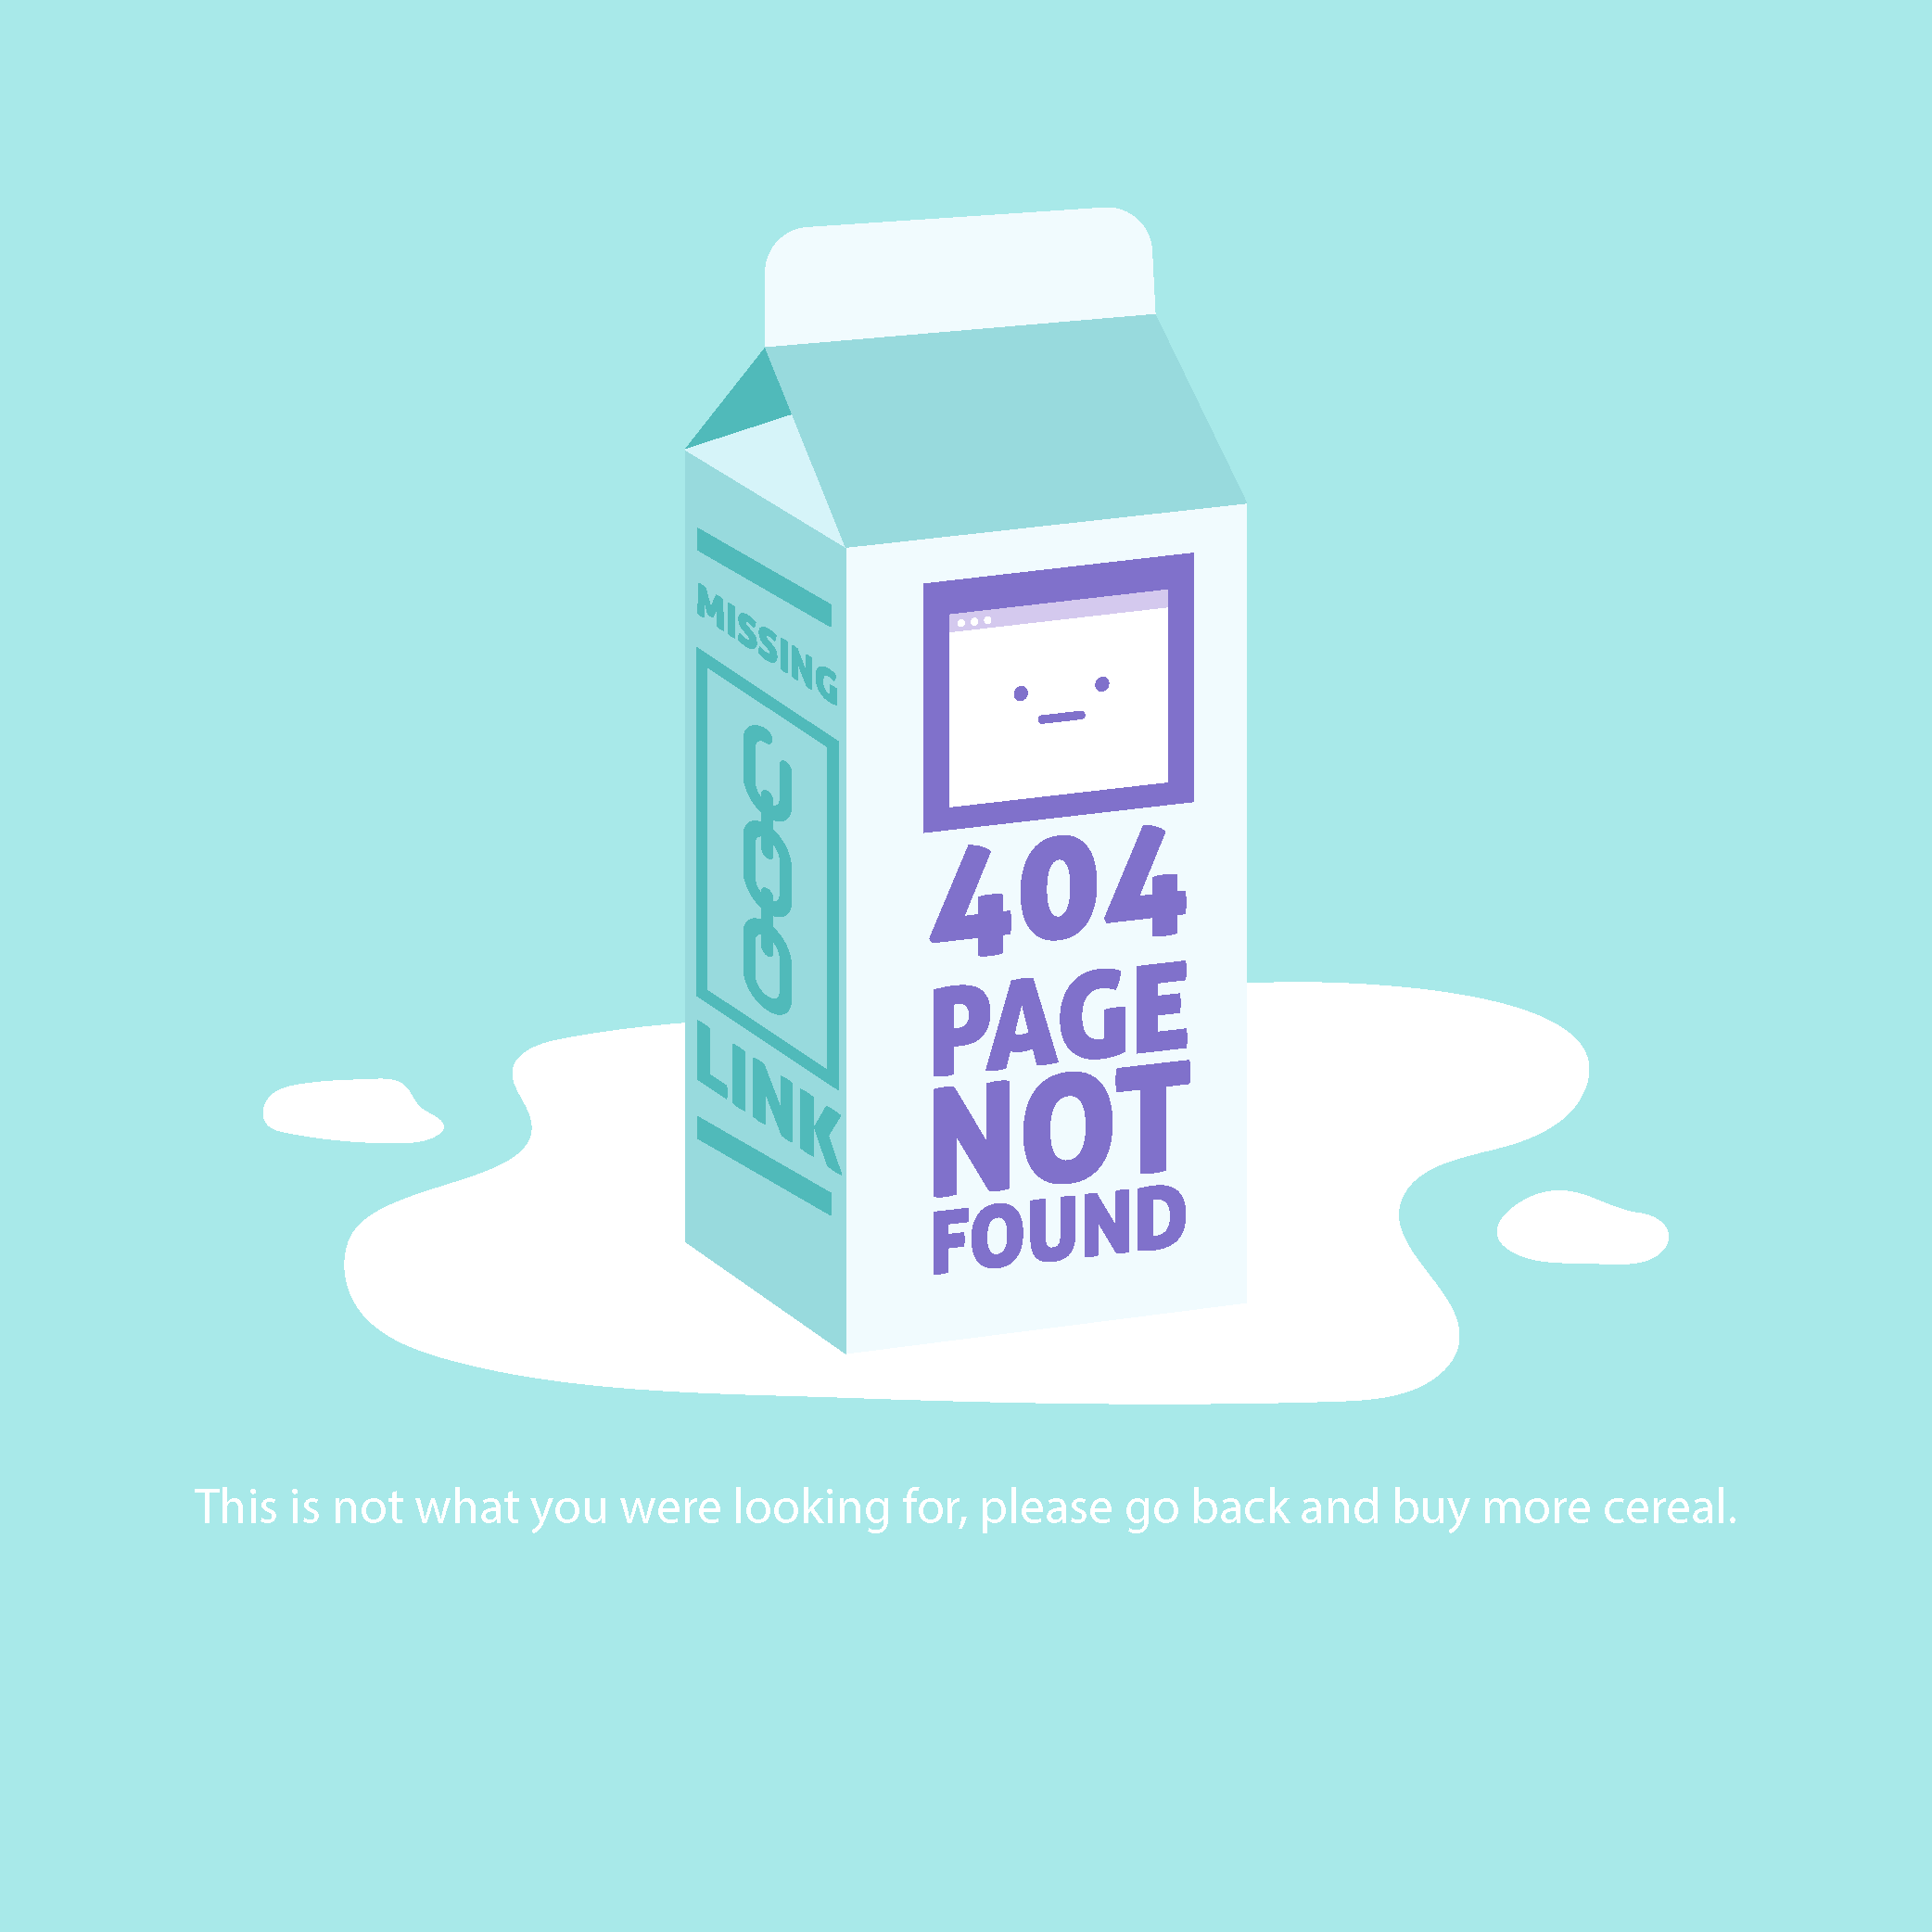 MISSING
LINK
404
PAGE
NOT
FOUND
This is not what you were looking for, please go back and buy more cereal.